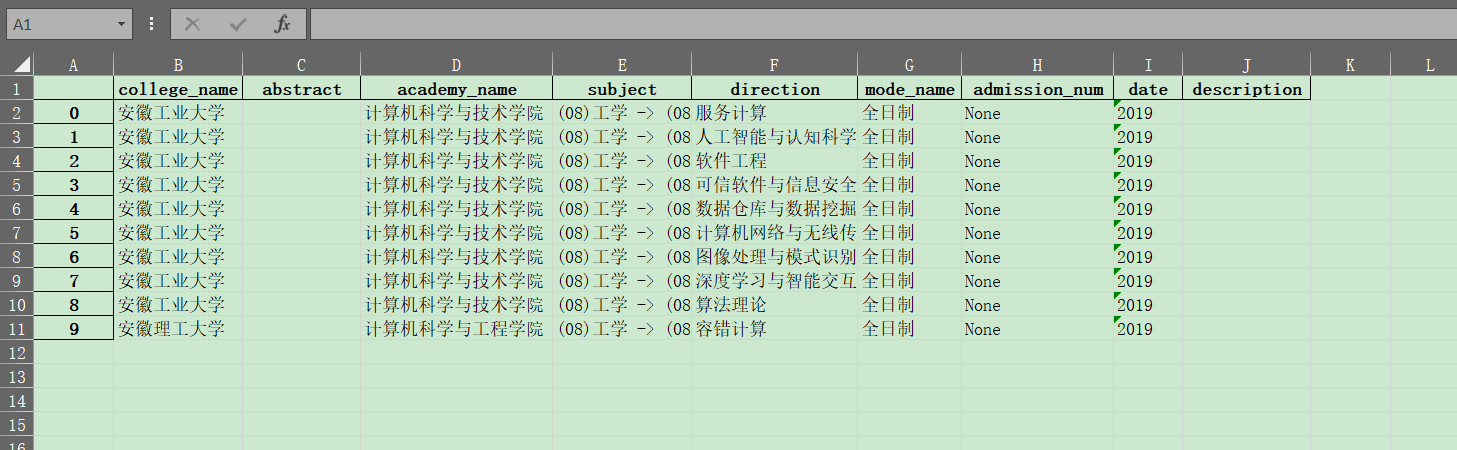 A1 fx
A B C D E F G H I J K L
1 college_name abstract academy_name subject direction mode_name admission_num date description
2 0 安徽工业大学 计算机科学与技术学院 (08)工学 -> (08 服务计算 全日制 None 2019
3 1 安徽工业大学 计算机科学与技术学院 (08)工学 -> (08 人工智能与认知科学 全日制 None 2019
4 2 安徽工业大学 计算机科学与技术学院 (08)工学 -> (08 软件工程 全日制 None 2019
5 3 安徽工业大学 计算机科学与技术学院 (08)工学 -> (08 可信软件与信息安全 全日制 None 2019
6 4 安徽工业大学 计算机科学与技术学院 (08)工学 -> (08 数据仓库与数据挖掘 全日制 None 2019
7 5 安徽工业大学 计算机科学与技术学院 (08)工学 -> (08 计算机网络与无线传 全日制 None 2019
8 6 安徽工业大学 计算机科学与技术学院 (08)工学 -> (08 图像处理与模式识别 全日制 None 2019
9 7 安徽工业大学 计算机科学与技术学院 (08)工学 -> (08 深度学习与智能交互 全日制 None 2019
10 8 安徽工业大学 计算机科学与技术学院 (08)工学 -> (08 算法理论 全日制 None 2019
11 9 安徽理工大学 计算机科学与工程学院 (08)工学 -> (08 容错计算 全日制 None 2019
12
13
14
15
16